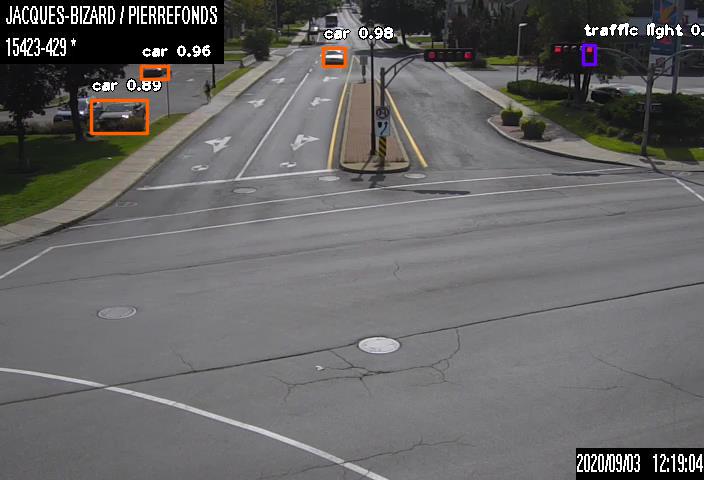 JACQUES-BIZARD / PIERREFONDS
15423-429 *
car 0.96
car 0.98
traffic light 0.
car 0.89
2020/09/03 12:19:04